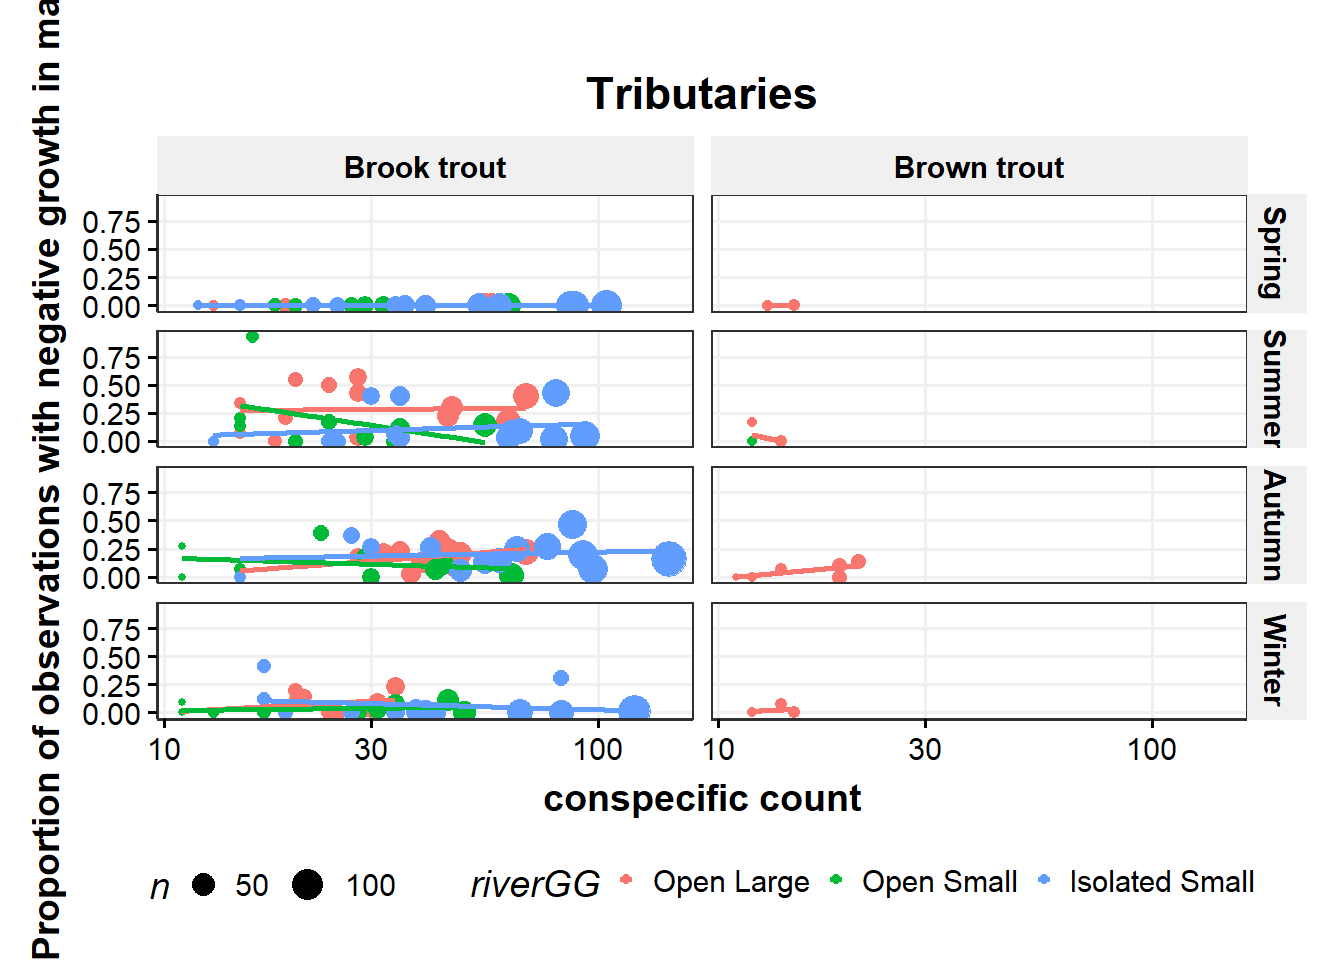 Tributaries
Brook trout
Brown trout
0.75
0.50
0.25
0.00
Spring
0.75
0.50
0.25
0.00
Summer
0.75
0.50
0.25
0.00
Autumn
0.75
0.50
0.25
0.00
Winter
10 30 100
10 30 100
conspecific count
Proportion of observations with negative growth in
n 50 100
riverGG Open Large Open Small Isolated Small